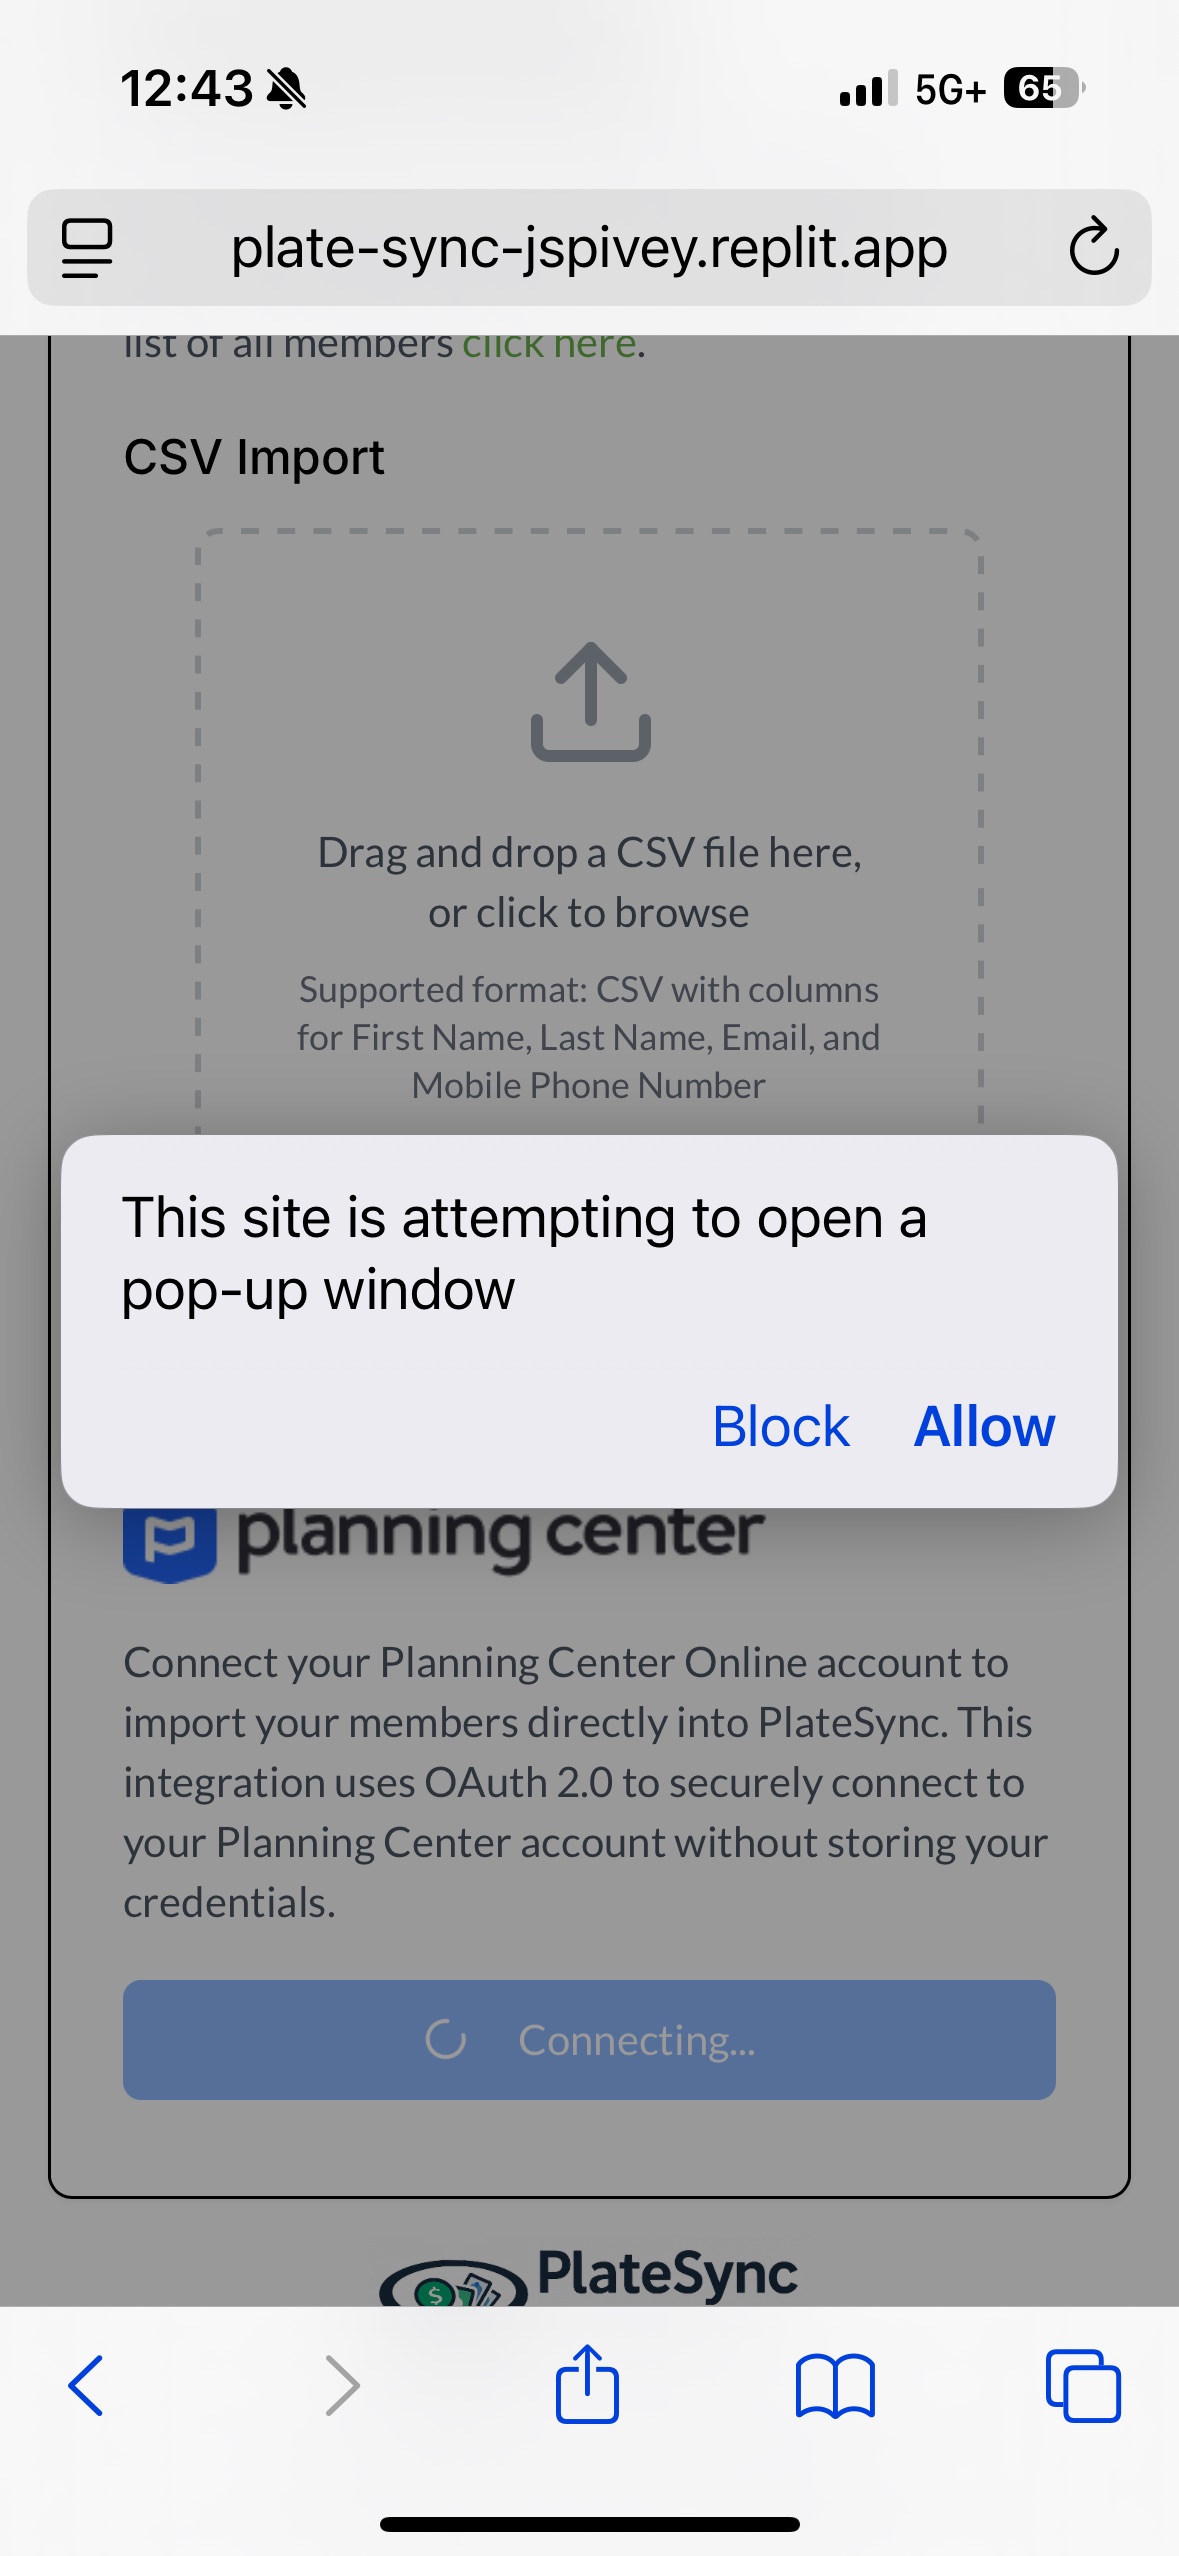 12:43
5G+
65
plate-sync-jspivey.replit.app
list of all members click here.
CSV Import
Drag and drop a CSV file here,
or click to browse
Supported format: CSV with columns
for First Name, Last Name, Email, and
Mobile Phone Number
This site is attempting to open a
pop-up window
Block
Allow
planning center
Connect your Planning Center Online account to
import your members directly into PlateSync. This
integration uses OAuth 2.0 to securely connect to
your Planning Center account without storing your
credentials.
Connecting...
PlateSync